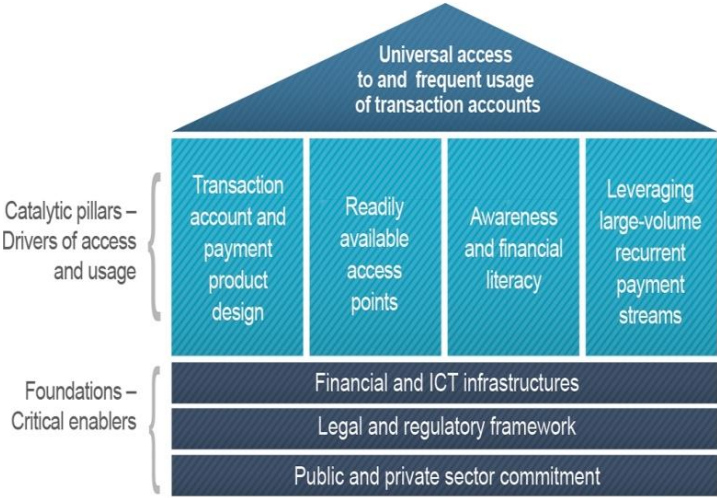 Universal access
to and frequent usage
of transaction accounts
Catalytic pillars –
Drivers of access
and usage
Transaction
account and
payment
product
design
Readily
available
access
points
Awareness
and financial
literacy
Leveraging
large-volume
recurrent
payment
streams
Foundations –
Critical enablers
Financial and ICT infrastructures
Legal and regulatory framework
Public and private sector commitment